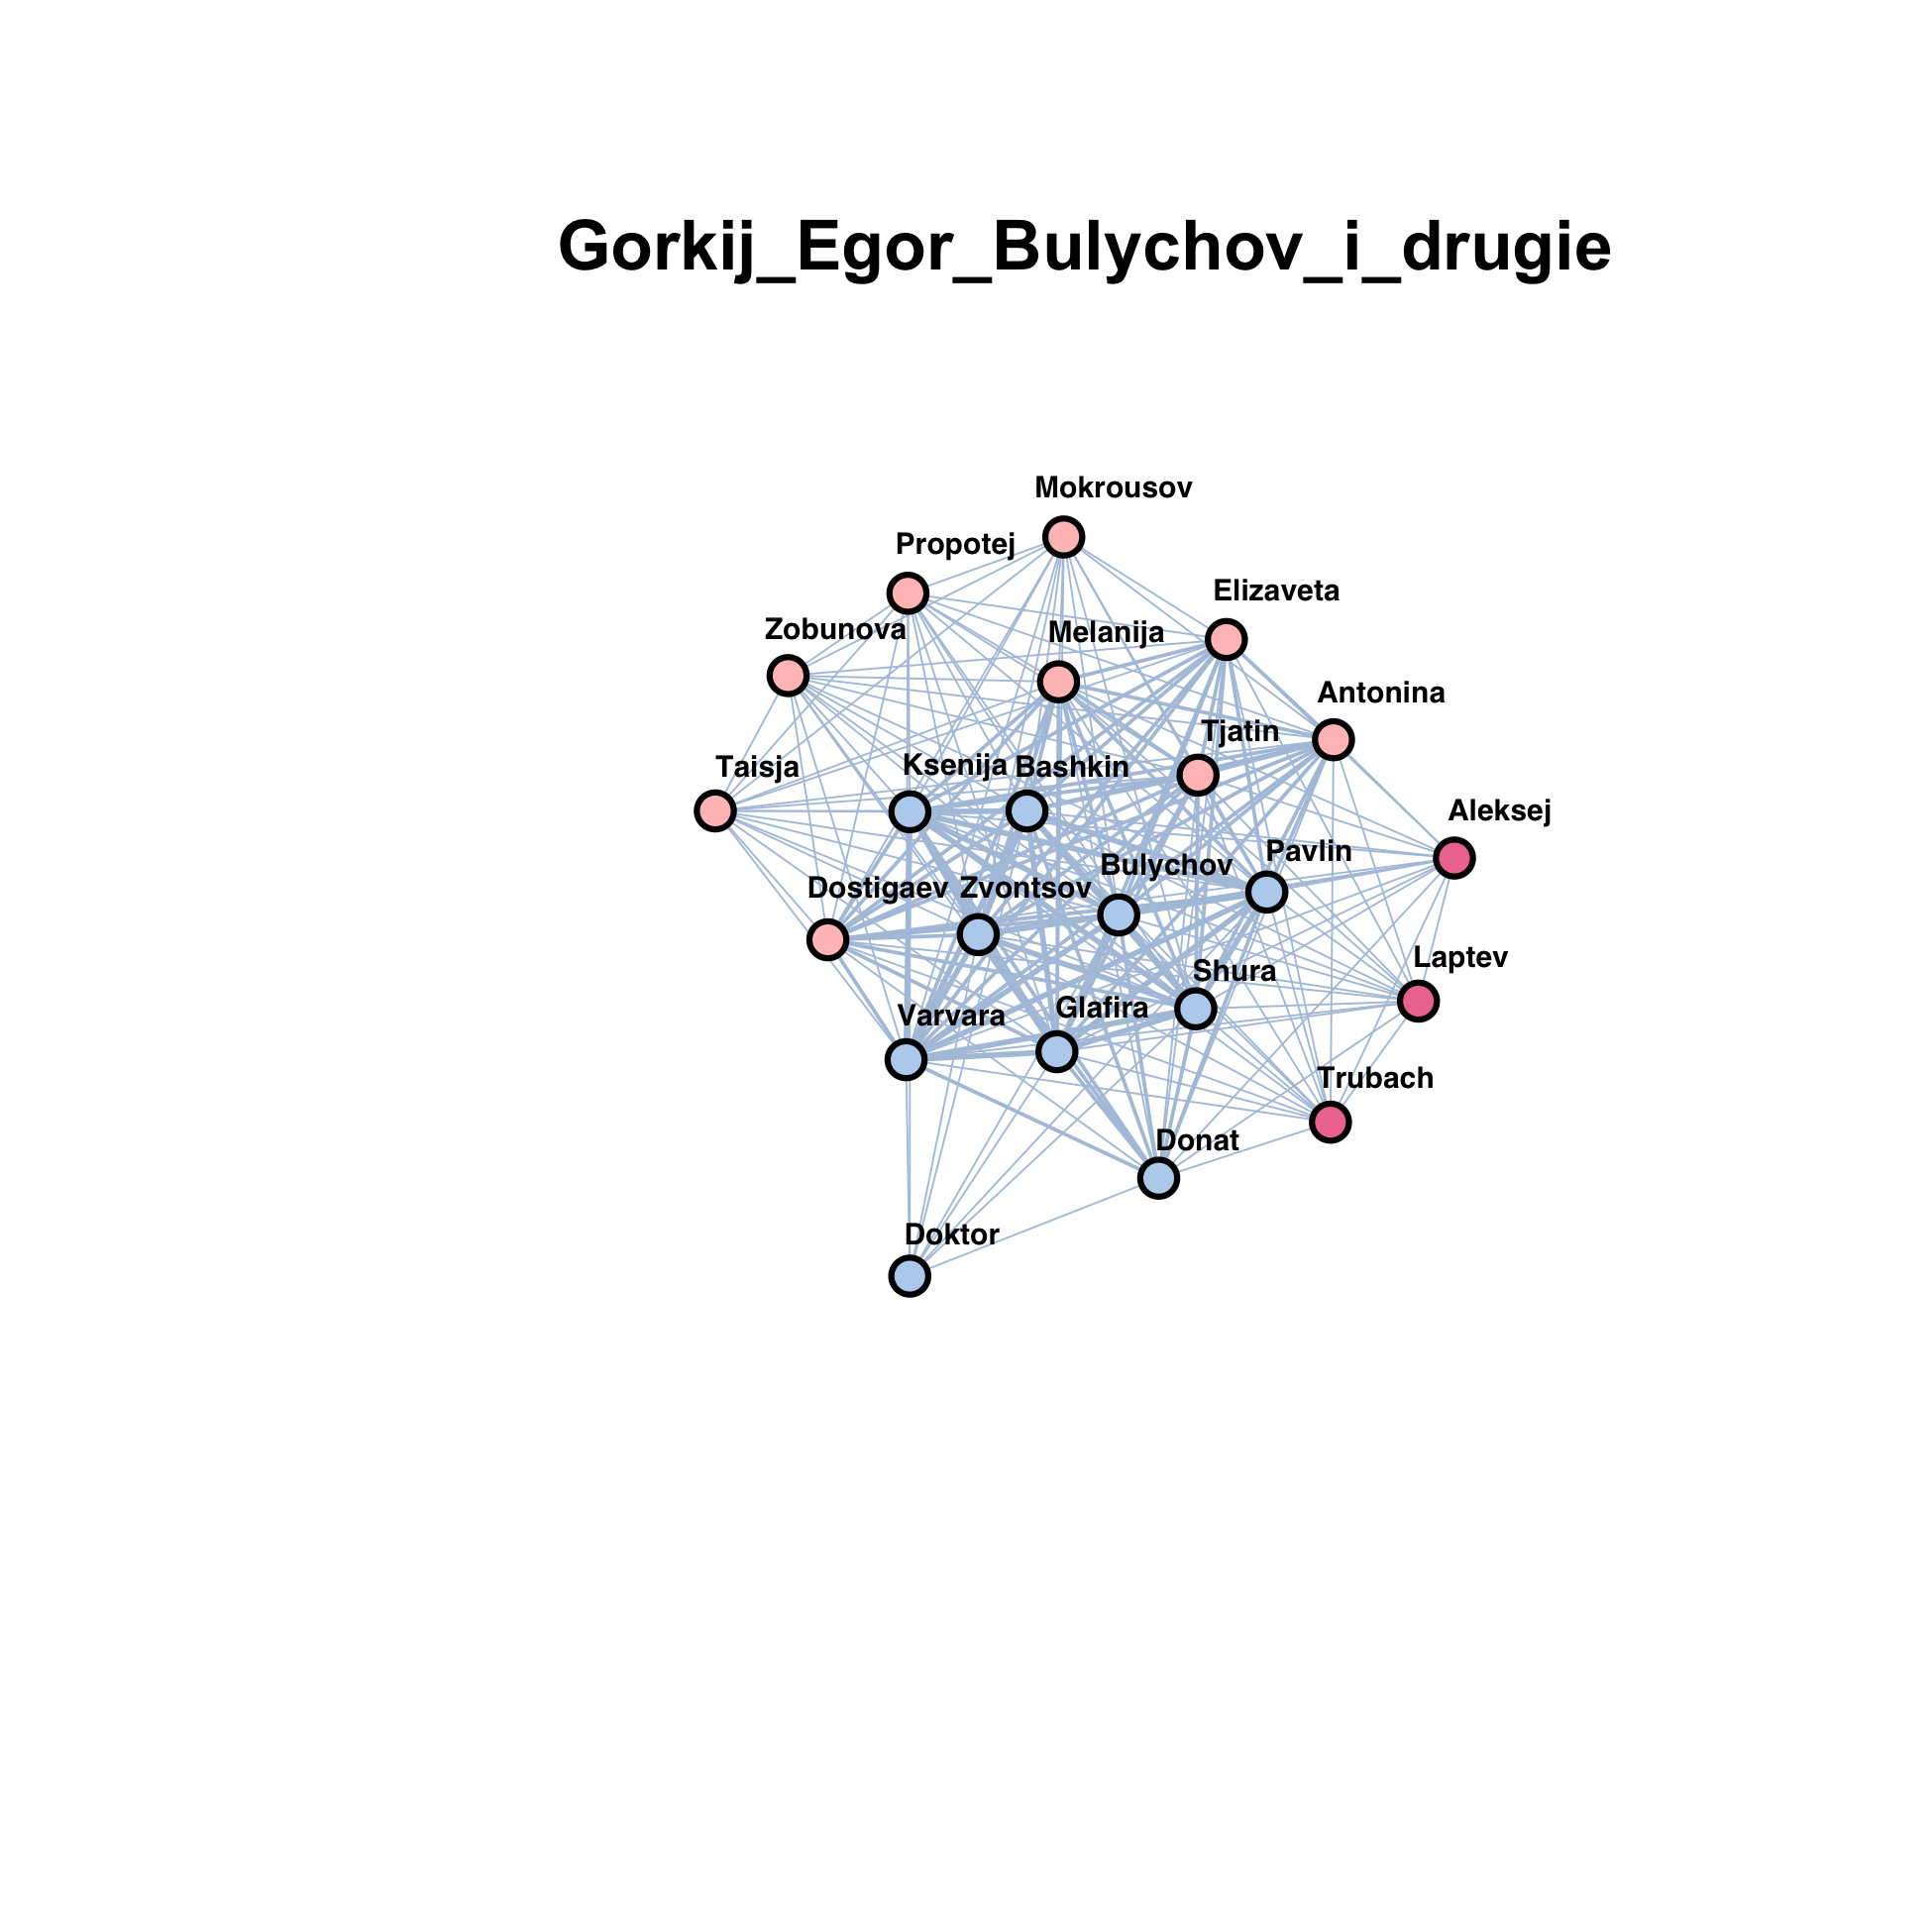 Gorkij_Egor_Bulychov_i_drugie
Mokrousov
Propotej
Elizaveta
Zobunova
Melanija
Antonina
Tjatin
Taisja
Ksenija
Bashkin
Aleksej
Pavlin
Bulychov
Dostigaev
Zvontsov
Laptev
Shura
Glafira
Varvara
Trubach
Donat
Doktor